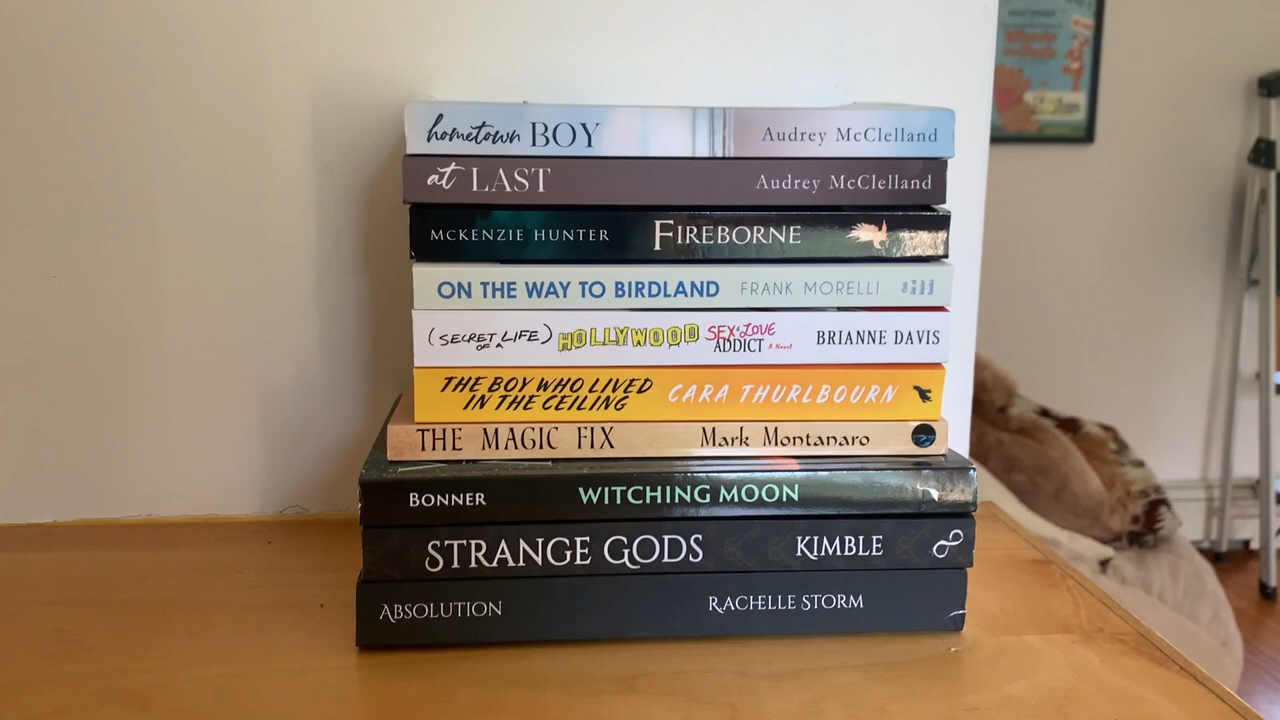 hometown BOY Audrey McClelland
at LAST Audrey McClelland
MCKENZIE HUNTER FIREBORNE
ON THE WAY TO BIRDLAND FRANK MORELLI
(SECRET LIFE) HOLLYWOOD SEX & LOVE BRIANNE DAVIS
OF A ADDICT A Novel
THE BOY WHO LIVED CARA THURLBOURN
IN THE CEILING
THE MAGIC FIX Mark Montanaro
BONNER WITCHING MOON
STRANGE GODS KIMBLE
ABSOLUTION RACHELLE STORM